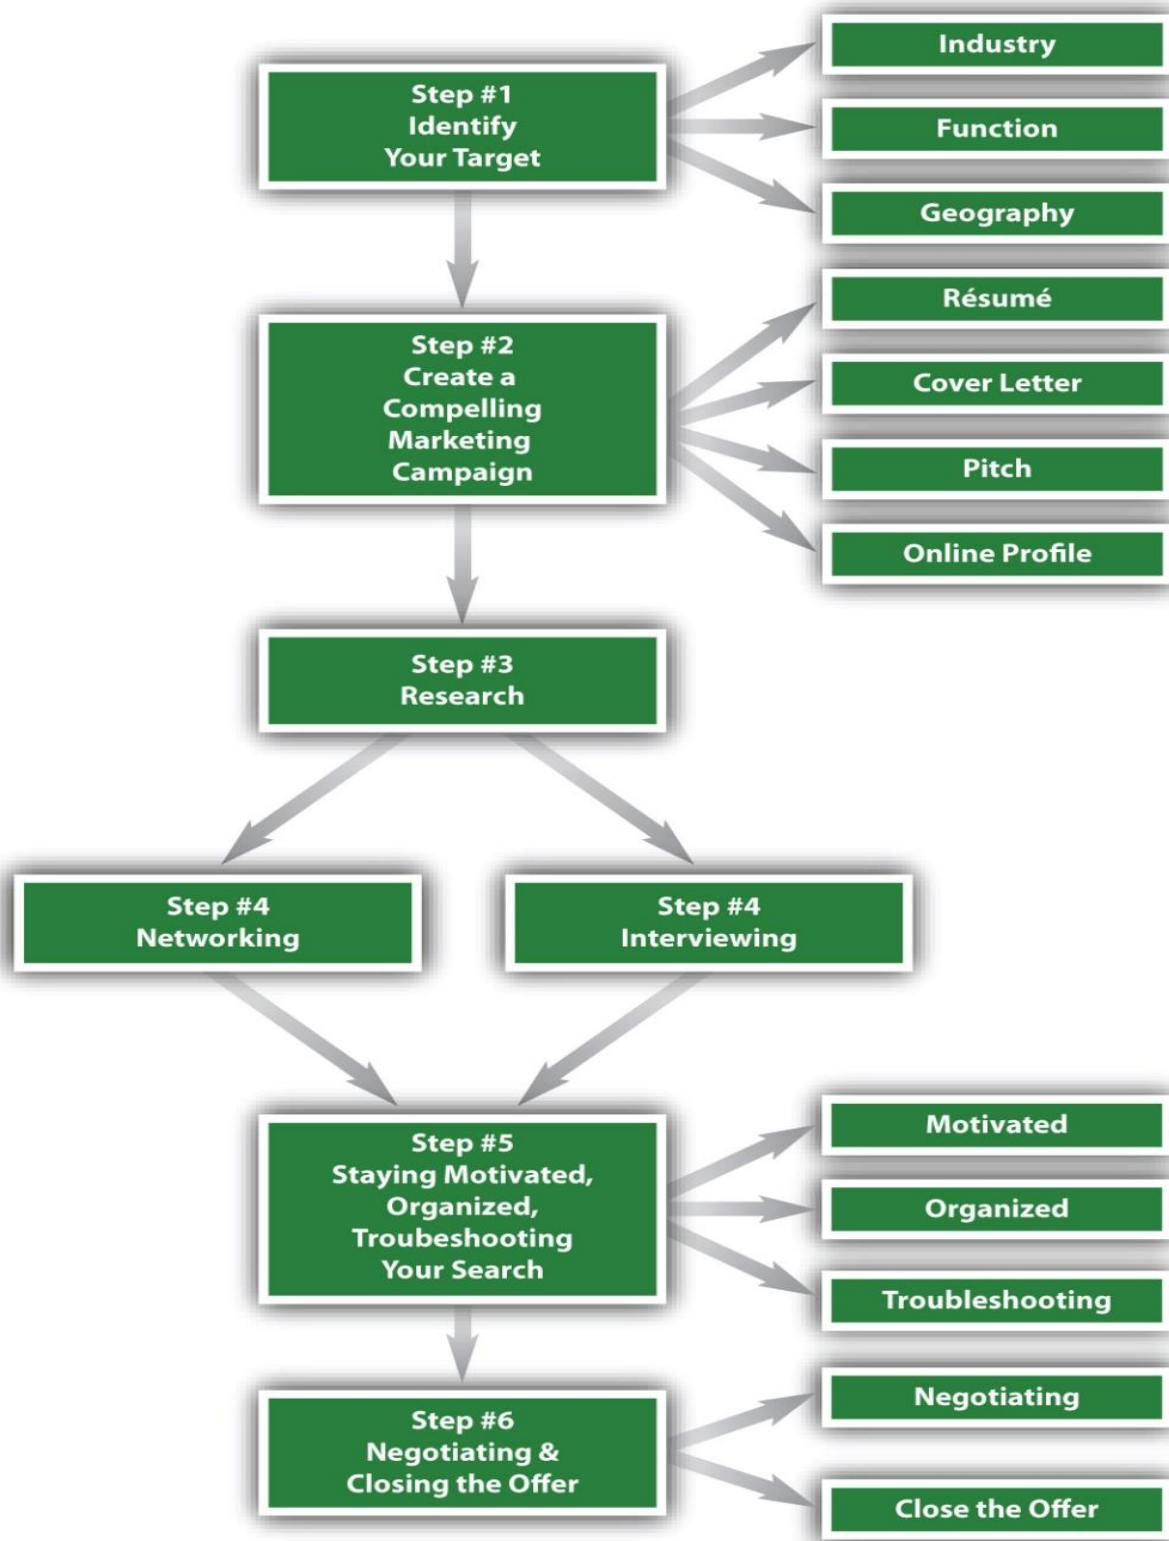 Step #1
Identify
Your Target
Industry
Function
Geography
Step #2
Create a
Compelling
Marketing
Campaign
Résumé
Cover Letter
Pitch
Online Profile
Step #3
Research
Step #4
Networking
Step #4
Interviewing
Step #5
Staying Motivated,
Organized,
Troubeshooting
Your Search
Motivated
Organized
Troubleshooting
Step #6
Negotiating &
Closing the Offer
Negotiating
Close the Offer